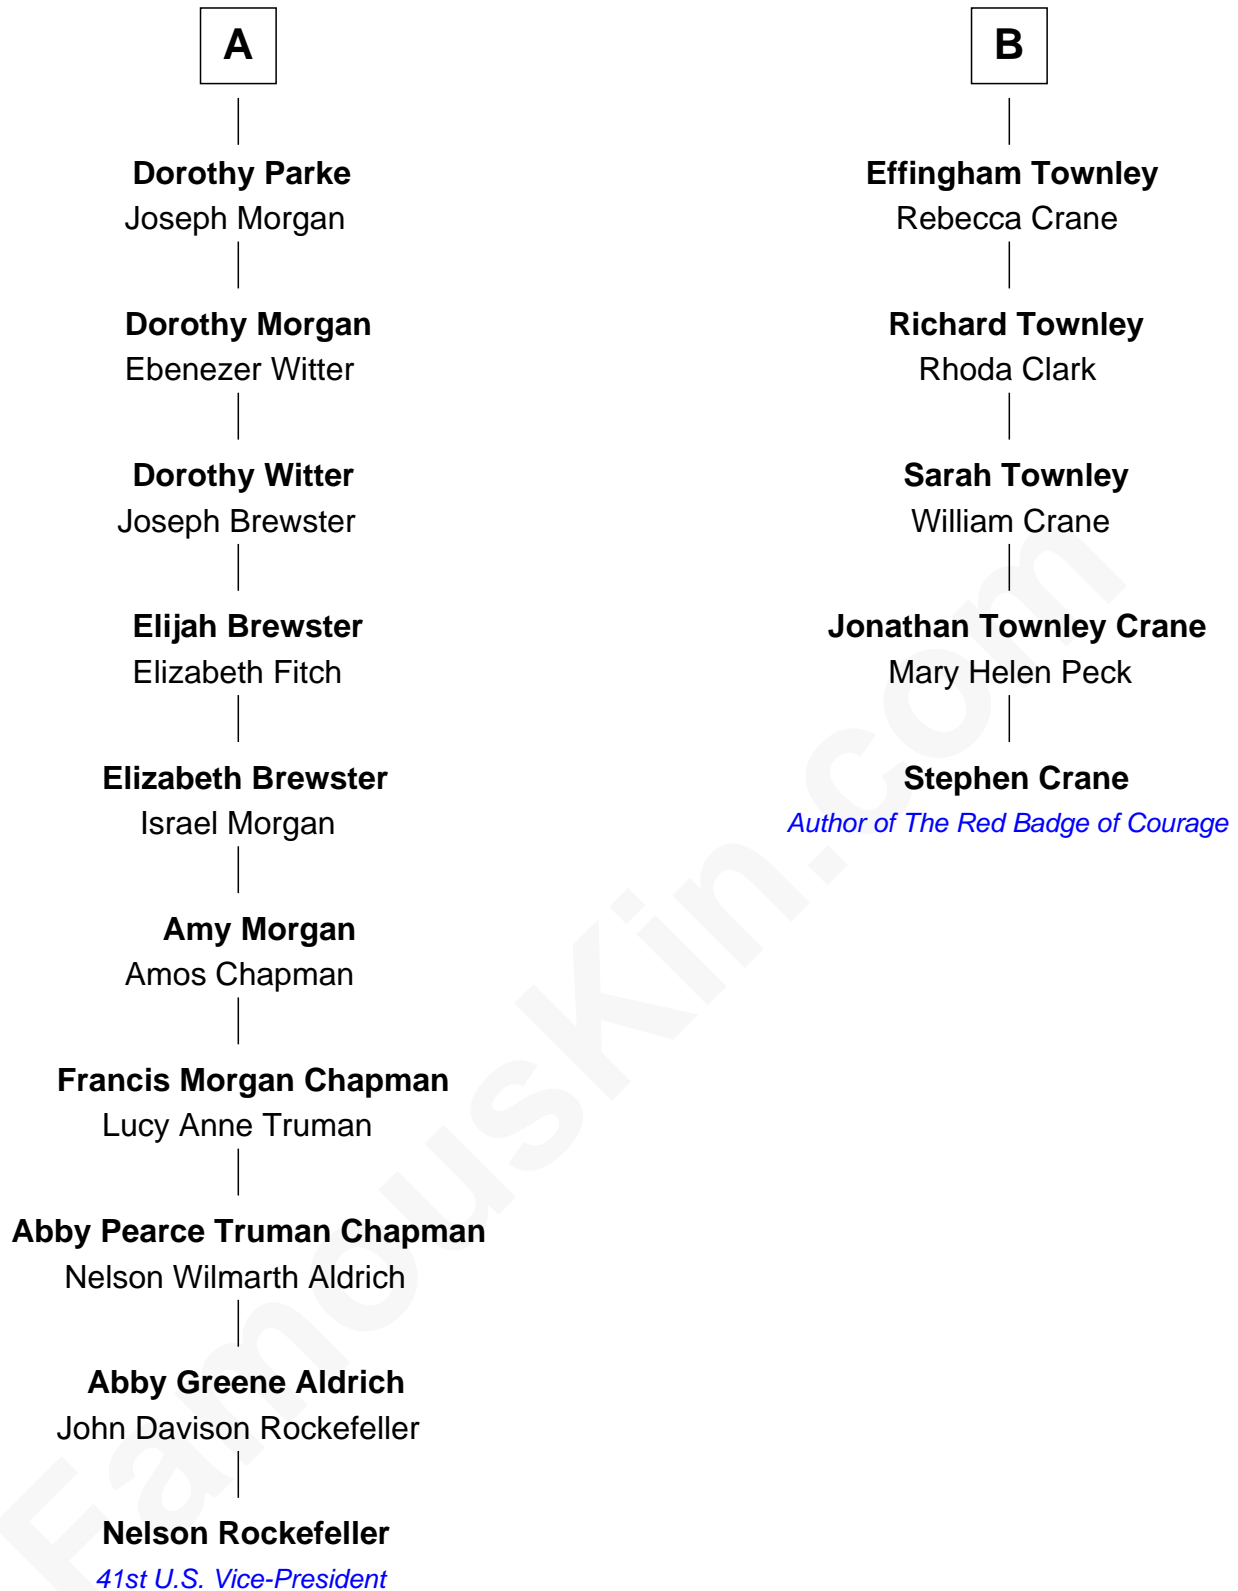 A
Dorothy Parke
Joseph Morgan
Dorothy Morgan
Ebenezer Witter
Dorothy Witter
Joseph Brewster
Elijah Brewster
Elizabeth Fitch
Elizabeth Brewster
Israel Morgan
Amy Morgan
Amos Chapman
Francis Morgan Chapman
Lucy Anne Truman
Abby Pearce Truman Chapman
Nelson Wilmarth Aldrich
Abby Greene Aldrich
John Davison Rockefeller
Nelson Rockefeller
41st U.S. Vice-President
B
Effingham Townley
Rebecca Crane
Richard Townley
Rhoda Clark
Sarah Townley
William Crane
Jonathan Townley Crane
Mary Helen Peck
Stephen Crane
Author of The Red Badge of Courage
FamousKin.com